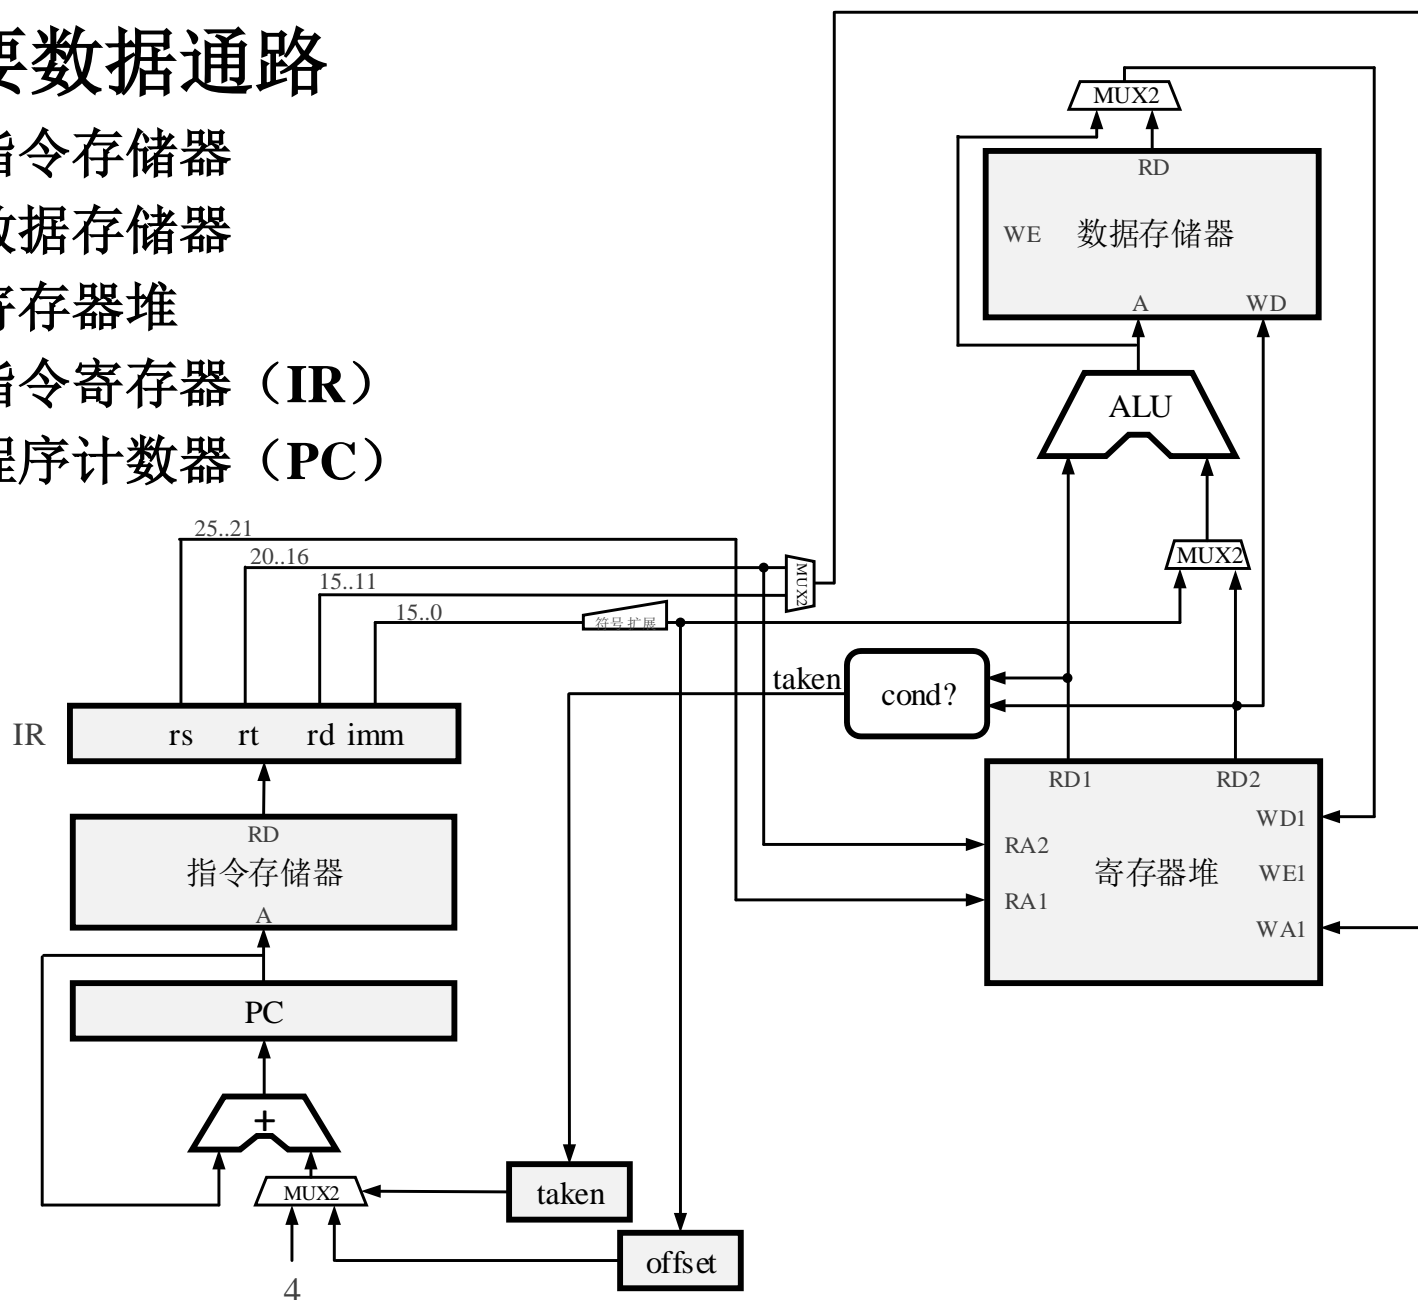 要数据通路
指令存储器
数据存储器
寄存器堆
指令寄存器（IR）
程序计数器（PC）
MUX2
RD
WE 数据存储器
A WD
ALU
MUX2
25..21
20..16
15..11
15..0
MUX2
符号扩展
taken
cond?
IR
rs rt rd imm
RD
指令存储器
A
PC
+
MUX2
4
taken
offset
RD1 RD2
WD1
RA2
寄存器堆 WE1
RA1
WA1